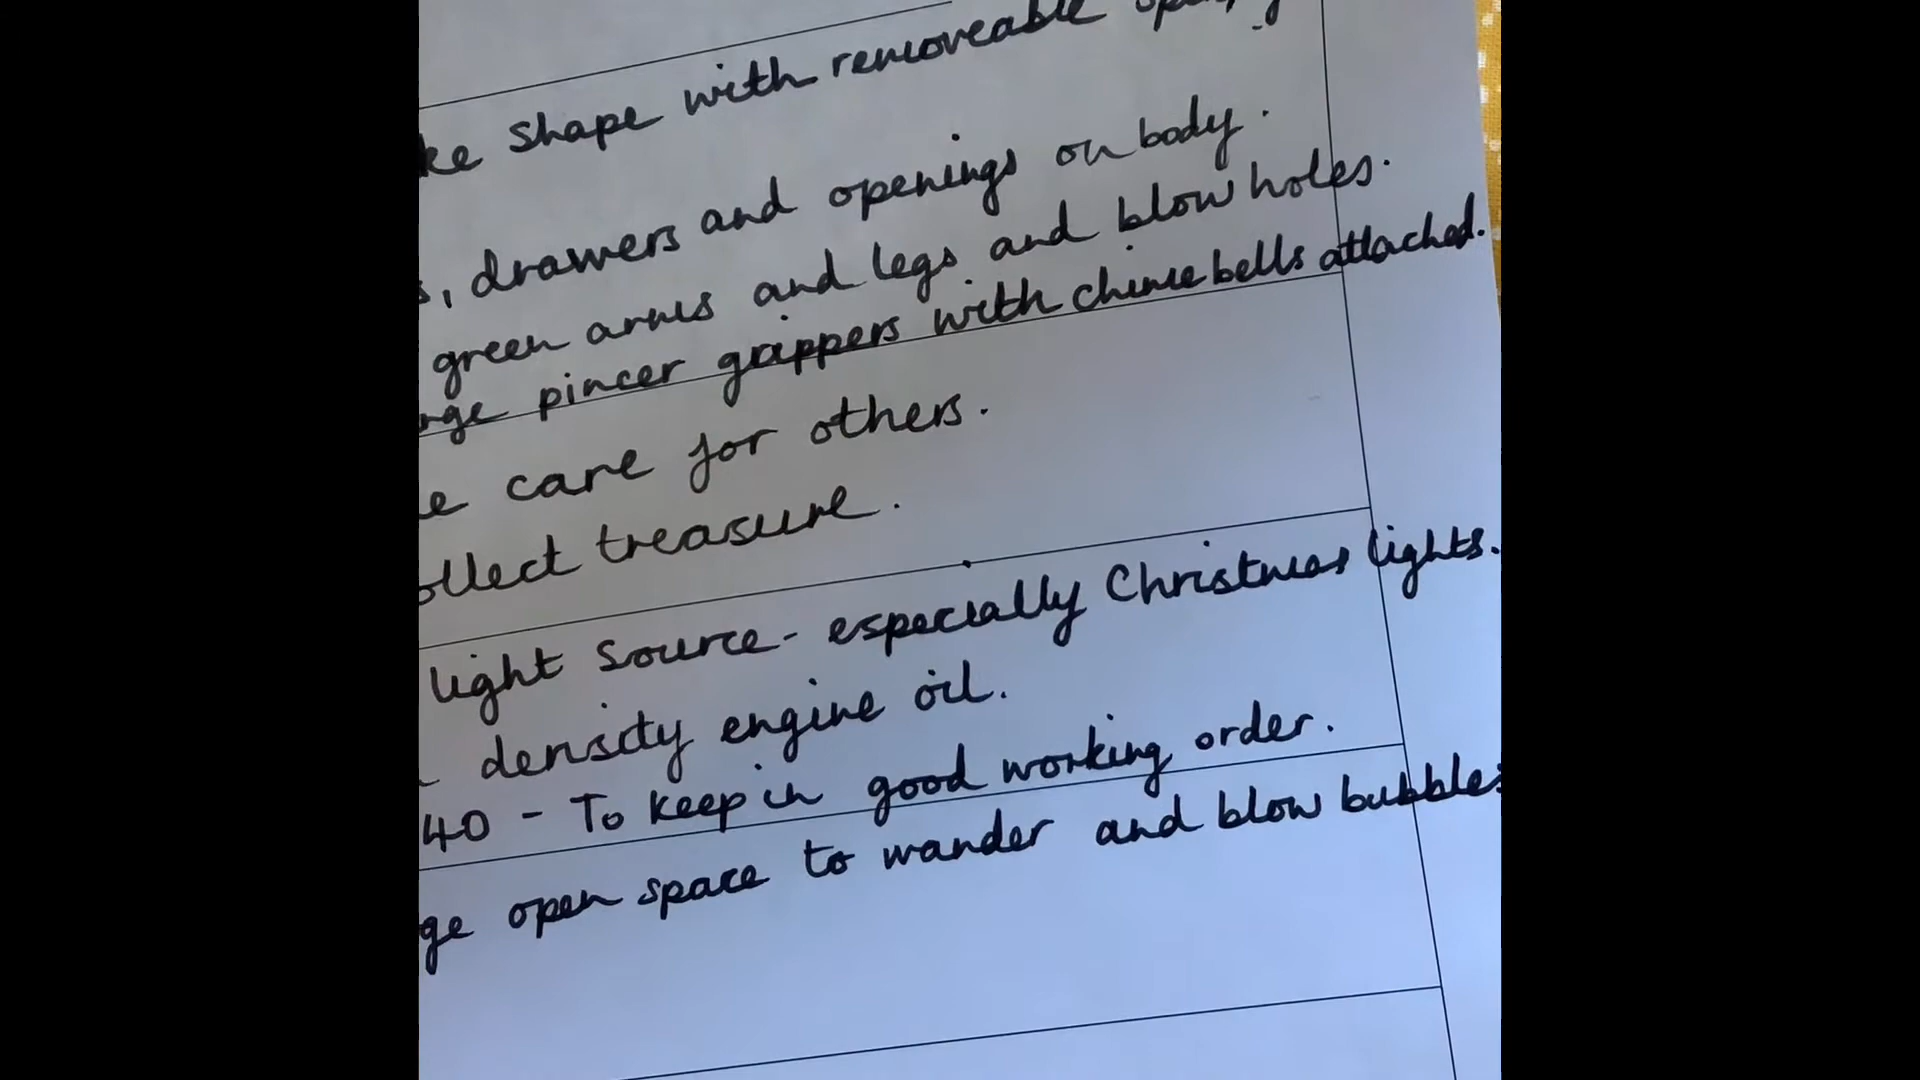 shape with removeable
drawers and openings on body.
green arms and legs and blow holes.
pincer grippers with chime bells attached.
care for others.
ollect treasure.
light source - especially Christmas lights.
density engine oil.
40 - To keep in good working order.
ge open space to wander and blow bubbles